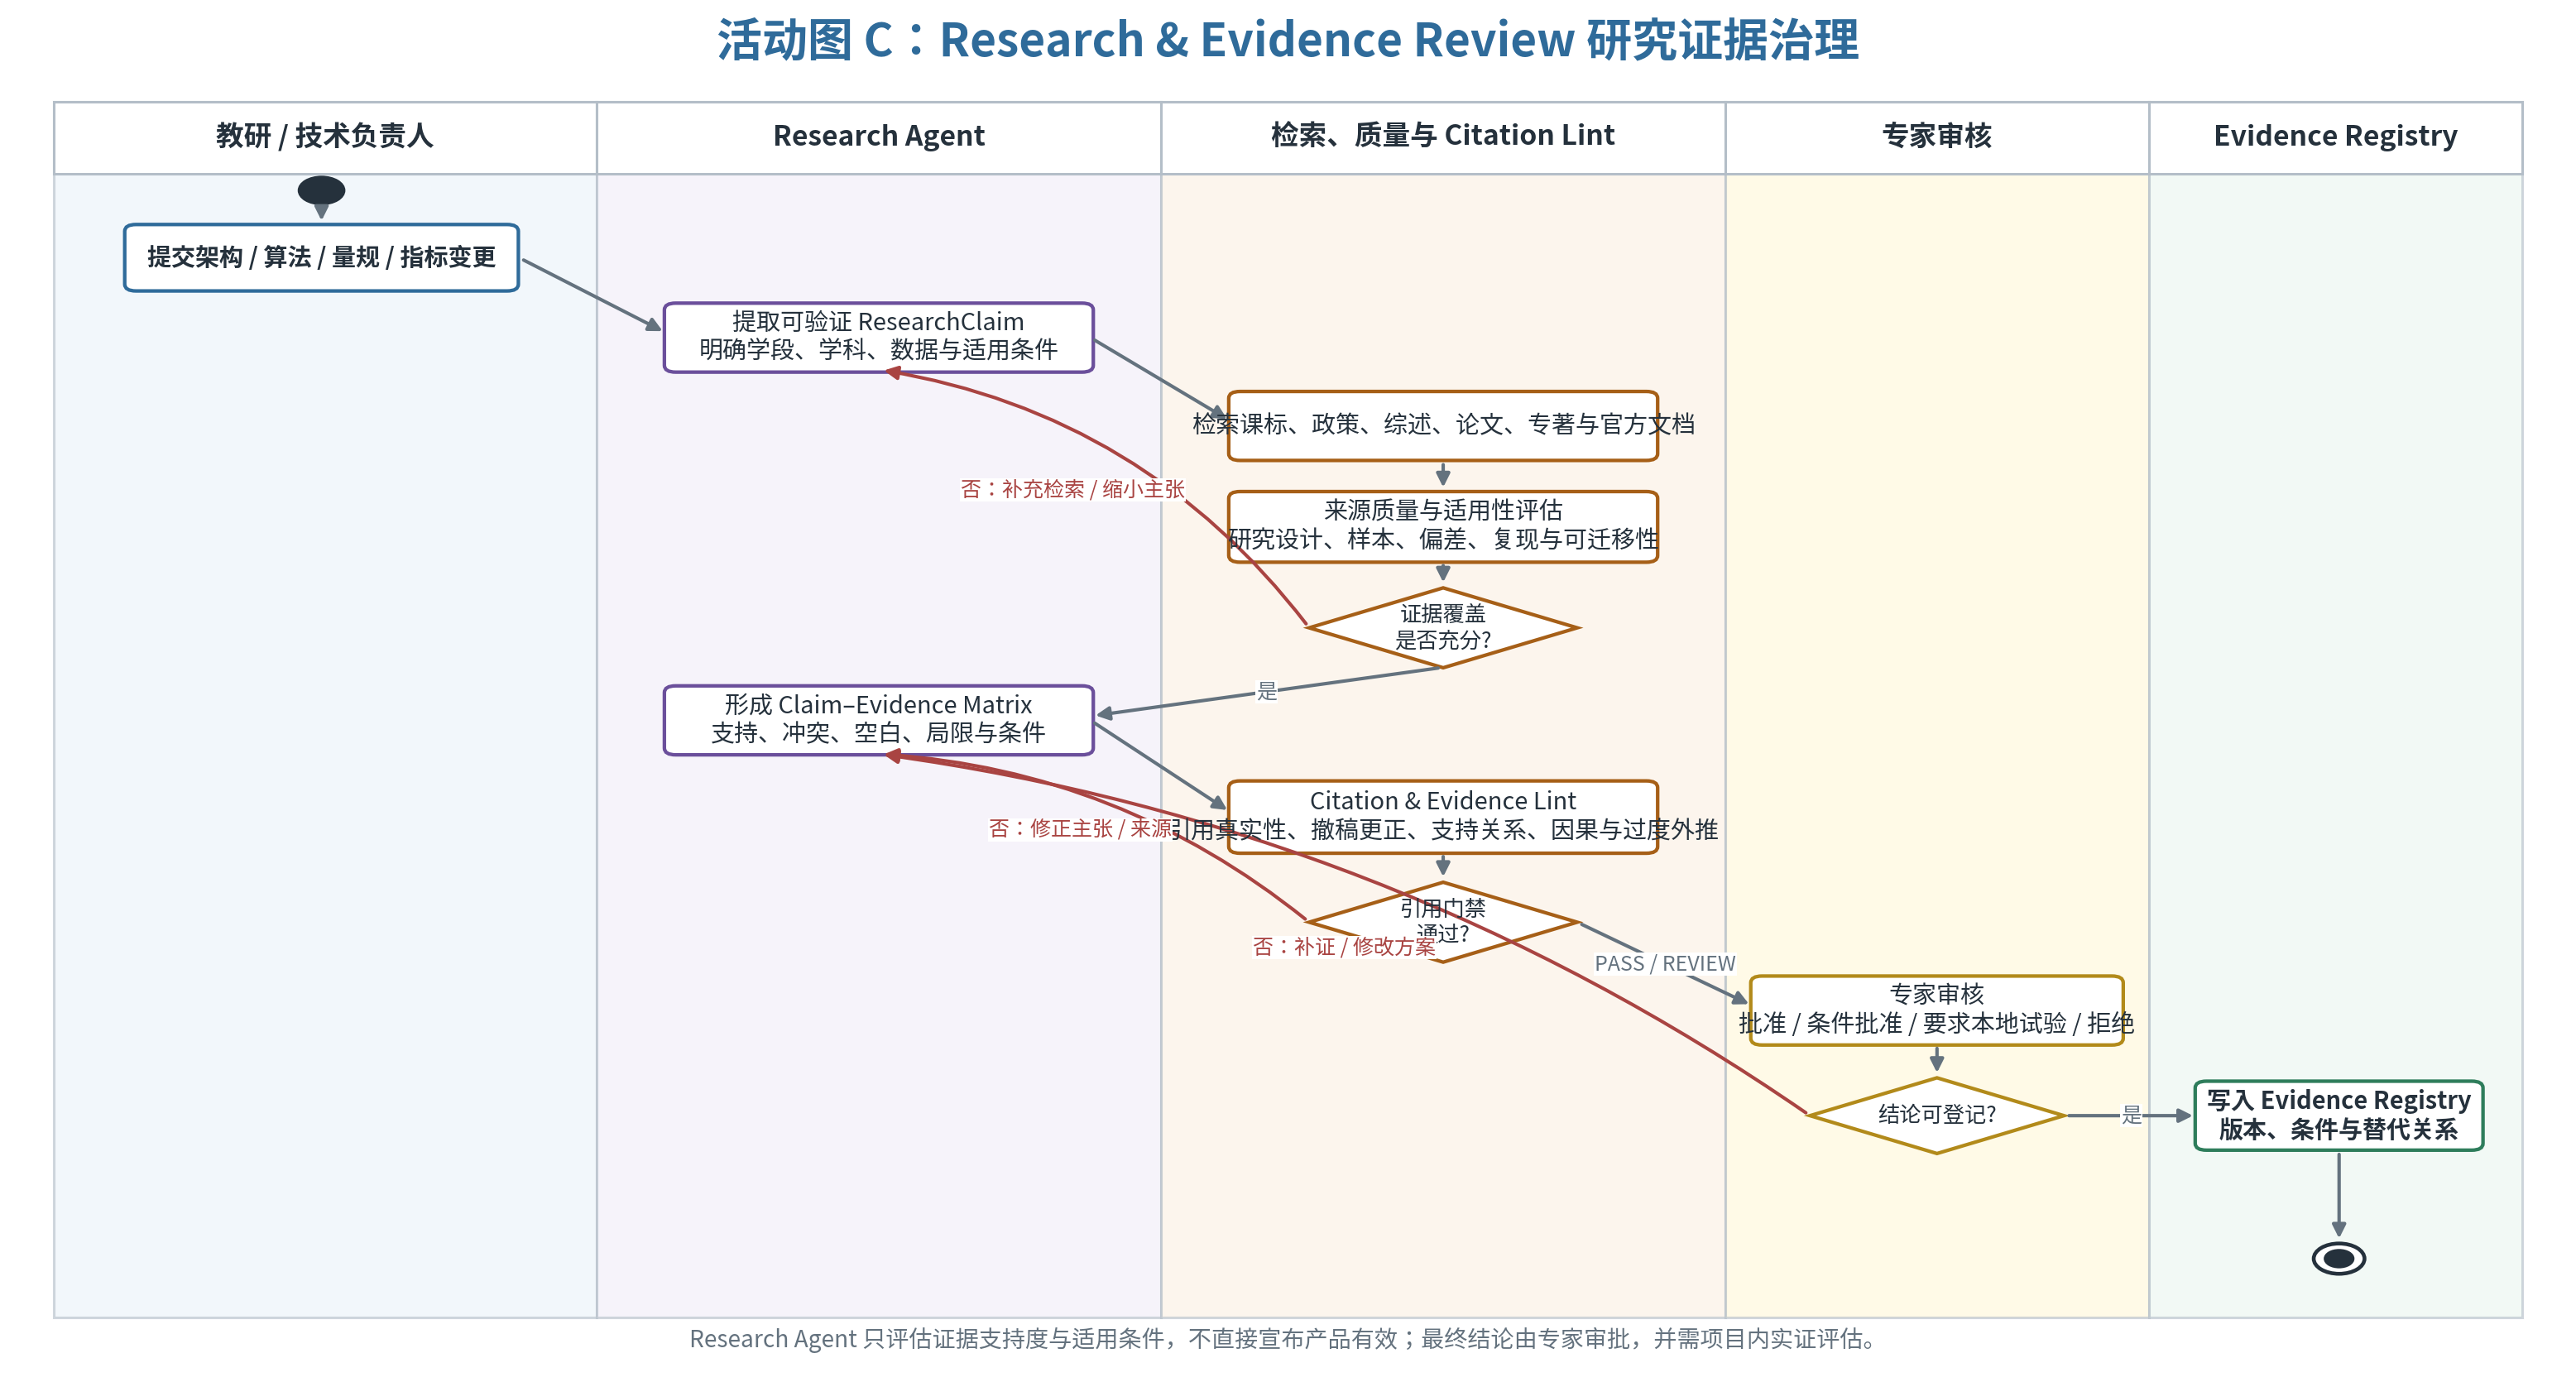 活动图 C：Research & Evidence Review 研究证据治理
教研 / 技术负责人
Research Agent
检索、质量与 Citation Lint
专家审核
Evidence Registry
提交架构 / 算法 / 量规 / 指标变更
提取可验证 ResearchClaim
明确学段、学科、数据与适用条件
检索课标、政策、综述、论文、专著与官方文档
否：补充检索 / 缩小主张
来源质量与适用性评估
研究设计、样本、偏差、复现与可迁移性
证据覆盖
是否充分?
是
形成 Claim–Evidence Matrix
支持、冲突、空白、局限与条件
Citation & Evidence Lint
引用真实性、撤稿更正、支持关系、因果与过度外推
否：修正主张 / 来源
引用门禁
通过?
否：补证 / 修改方案
PASS / REVIEW
专家审核
批准 / 条件批准 / 要求本地试验 / 拒绝
结论可登记?
是
写入 Evidence Registry
版本、条件与替代关系
Research Agent 只评估证据支持度与适用条件，不直接宣布产品有效；最终结论由专家审批，并需项目内实证评估。